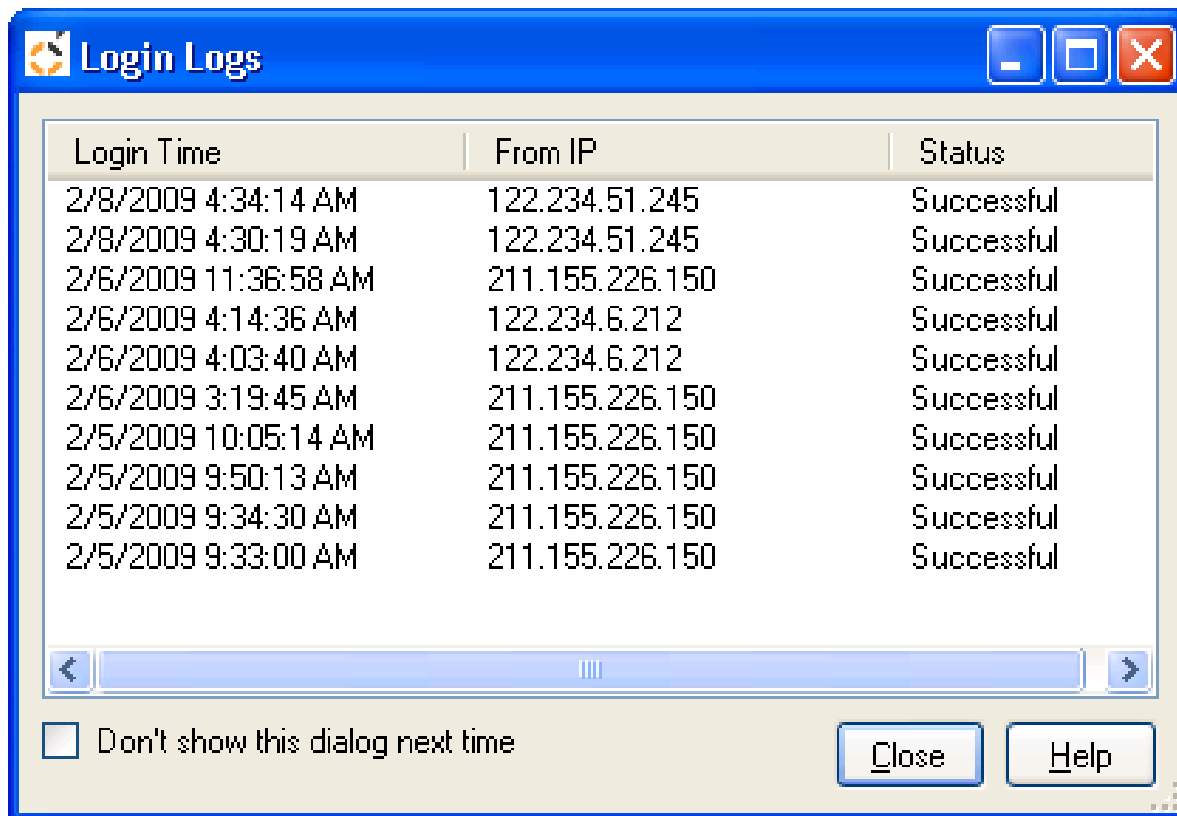 Login Logs
Login Time From IP Status
2/8/2009 4:34:14 AM 122.234.51.245 Successful
2/8/2009 4:30:19 AM 122.234.51.245 Successful
2/6/2009 11:36:58 AM 211.155.226.150 Successful
2/6/2009 4:14:36 AM 122.234.6.212 Successful
2/6/2009 4:03:40 AM 122.234.6.212 Successful
2/6/2009 3:19:45 AM 211.155.226.150 Successful
2/5/2009 10:05:14 AM 211.155.226.150 Successful
2/5/2009 9:50:13 AM 211.155.226.150 Successful
2/5/2009 9:34:30 AM 211.155.226.150 Successful
2/5/2009 9:33:00 AM 211.155.226.150 Successful
Don't show this dialog next time Close Help